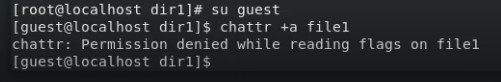 [root@localhost dir1]# su guest
[guest@localhost dir1]$ chattr +a file1
chattr: Permission denied while reading flags on file1
[guest@localhost dir1]$